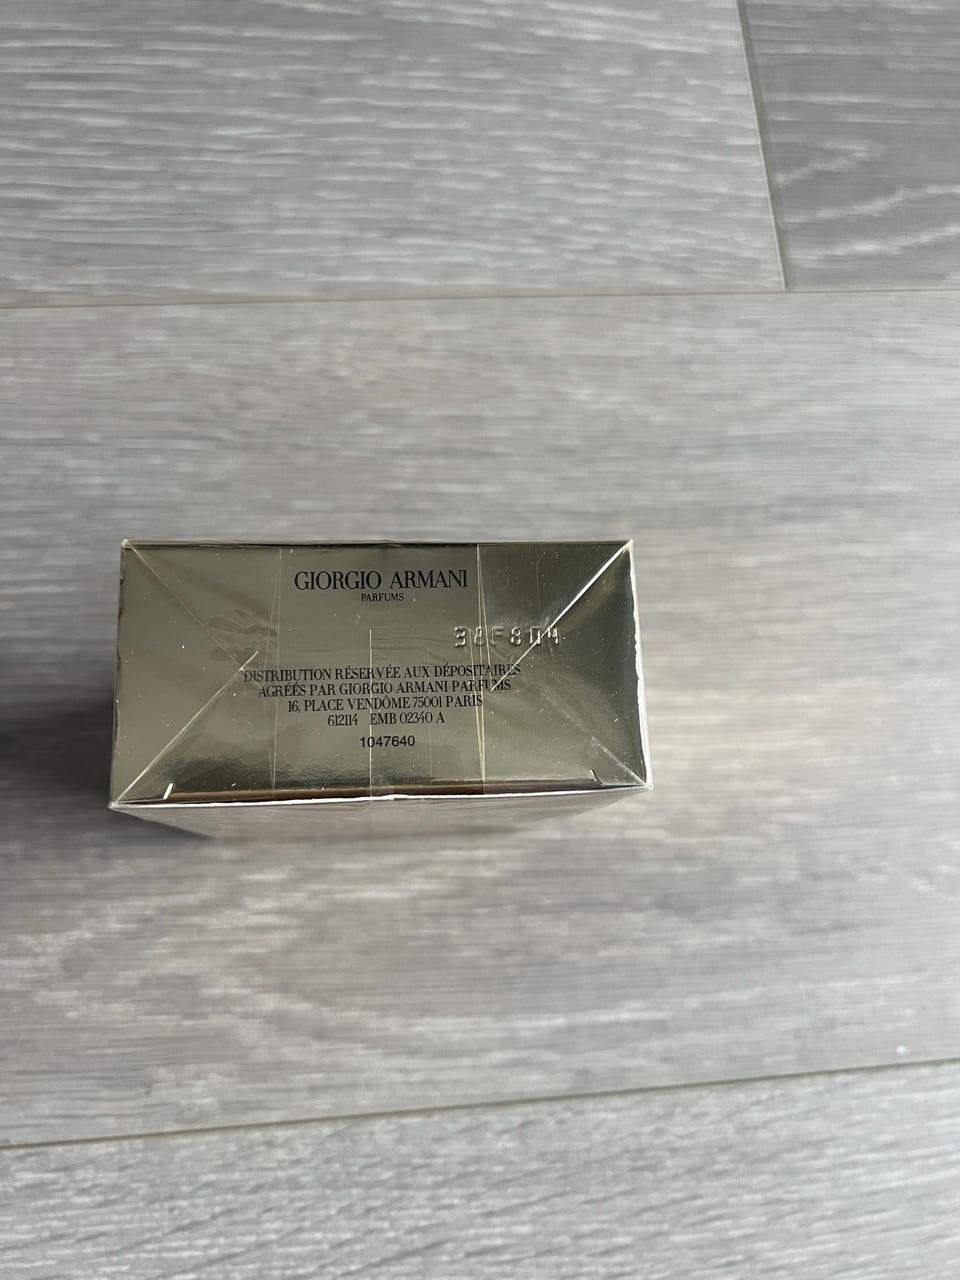 GIORGIO ARMANI
PARFUMS
38F804
DISTRIBUTION RÉSERVÉE AUX DÉPOSITAIRES
AGRÉÉS PAR GIORGIO ARMANI PARFUMS
16, PLACE VENDÔME 75001 PARIS
612114 EMB 02340 A
1047640